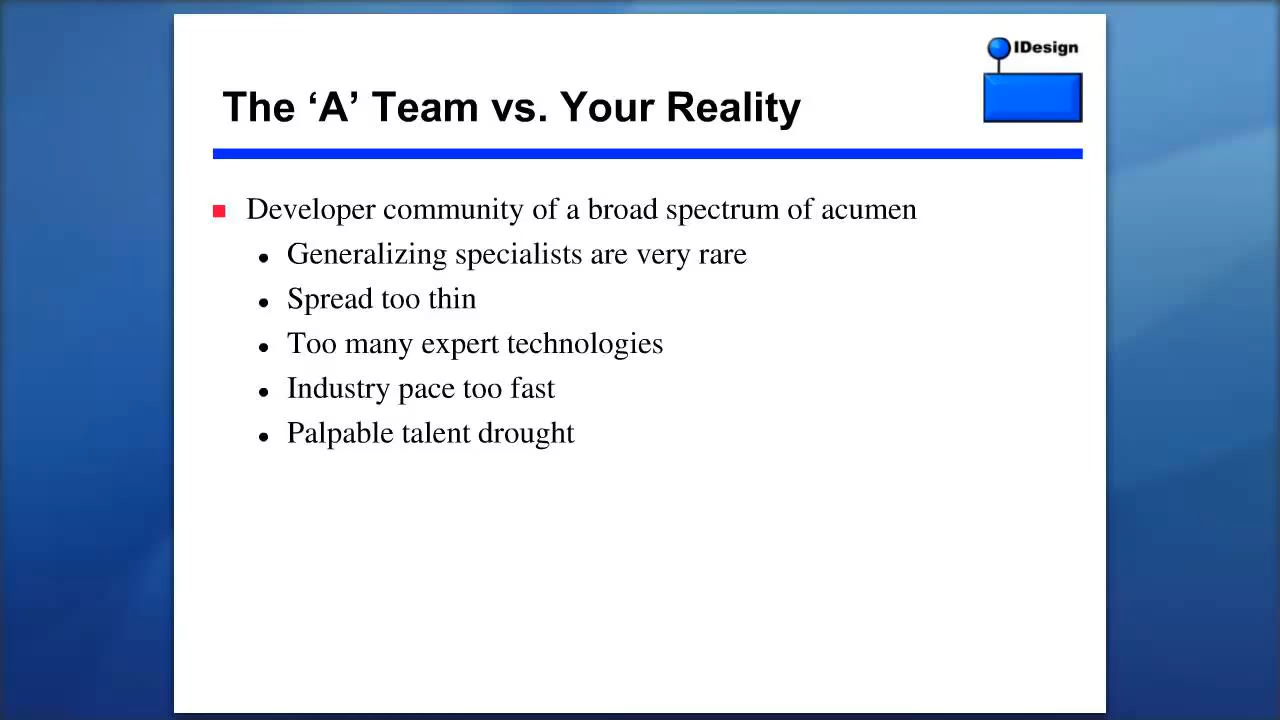 IDesign
The ‘A’ Team vs. Your Reality
Developer community of a broad spectrum of acumen
Generalizing specialists are very rare
Spread too thin
Too many expert technologies
Industry pace too fast
Palpable talent drought